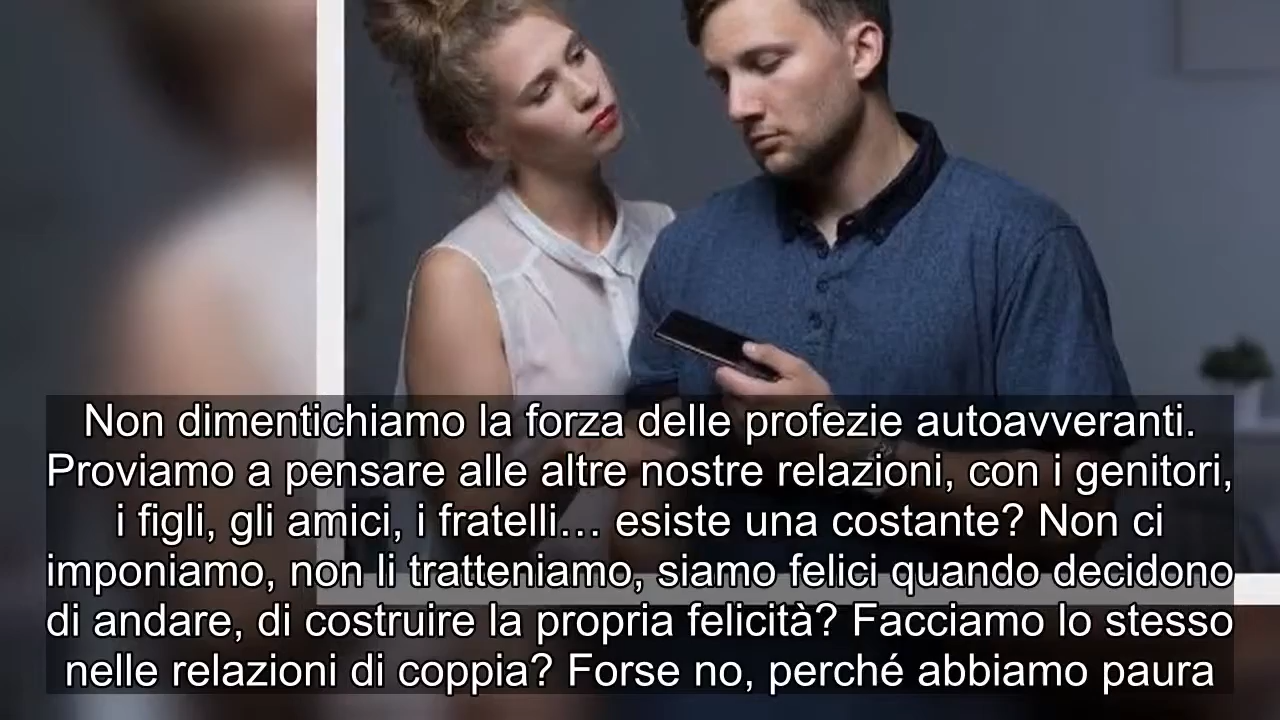 Non dimentichiamo la forza delle profezie autoavveranti.
Proviamo a pensare alle altre nostre relazioni, con i genitori,
i figli, gli amici, i fratelli… esiste una costante? Non ci
imponiamo, non li tratteniamo, siamo felici quando decidono
di andare, di costruire la propria felicità? Facciamo lo stesso
nelle relazioni di coppia? Forse no, perché abbiamo paura